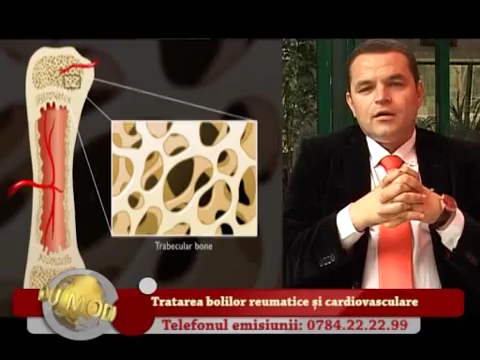 Trabecular bone
Tratarea bolilor reumatice și cardiovasculare
Telefonul emisiunii: 0784.22.22.99